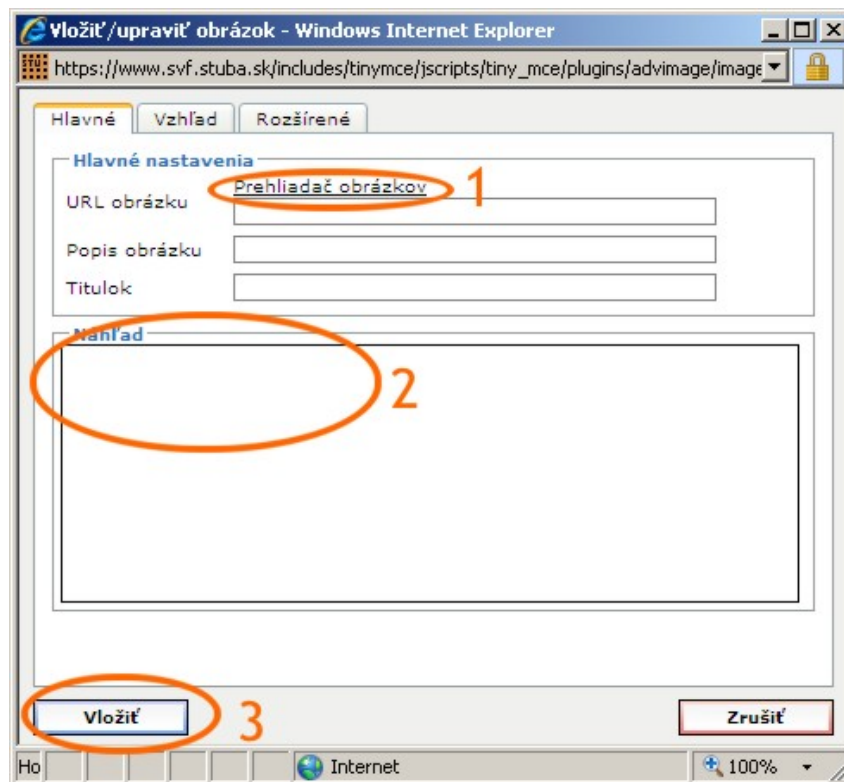 Vložiť/upraviť obrázok - Windows Internet Explorer
STU
https://www.svf.stuba.sk/includes/tinymce/jscripts/tiny_mce/plugins/advimage/image
Hlavné Vzhľad Rozšírené
Hlavné nastavenia
Prehliadač obrázkov 1
URL obrázku
Popis obrázku
Titulok
Náhľad
2
Vložiť 3 Zrušiť
Ho Internet 100%